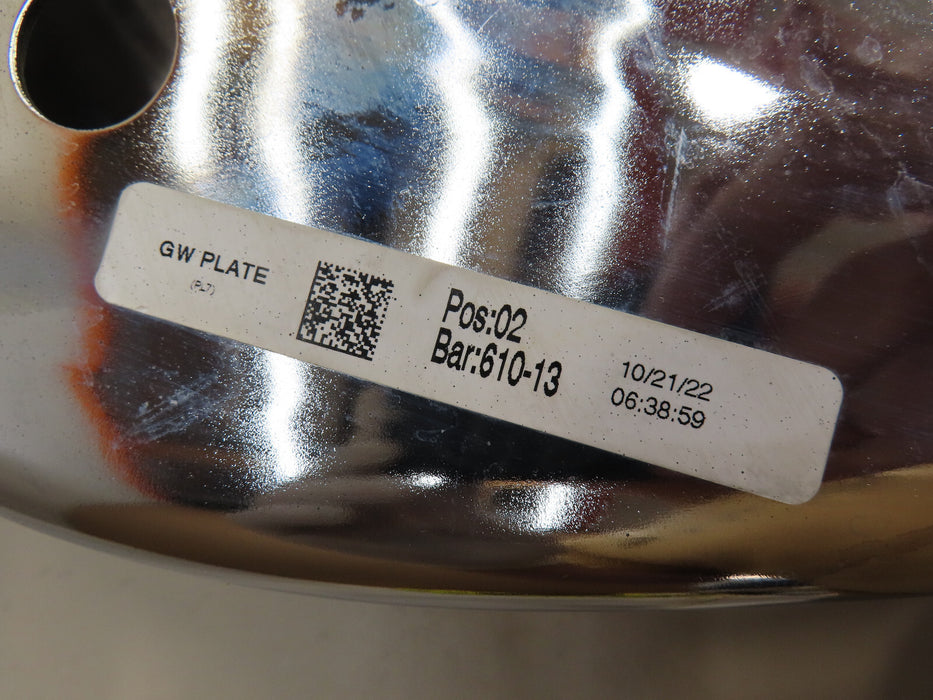 GW PLATE
(PL7)
Pos:02
Bar:610-13
10/21/22
06:38:59